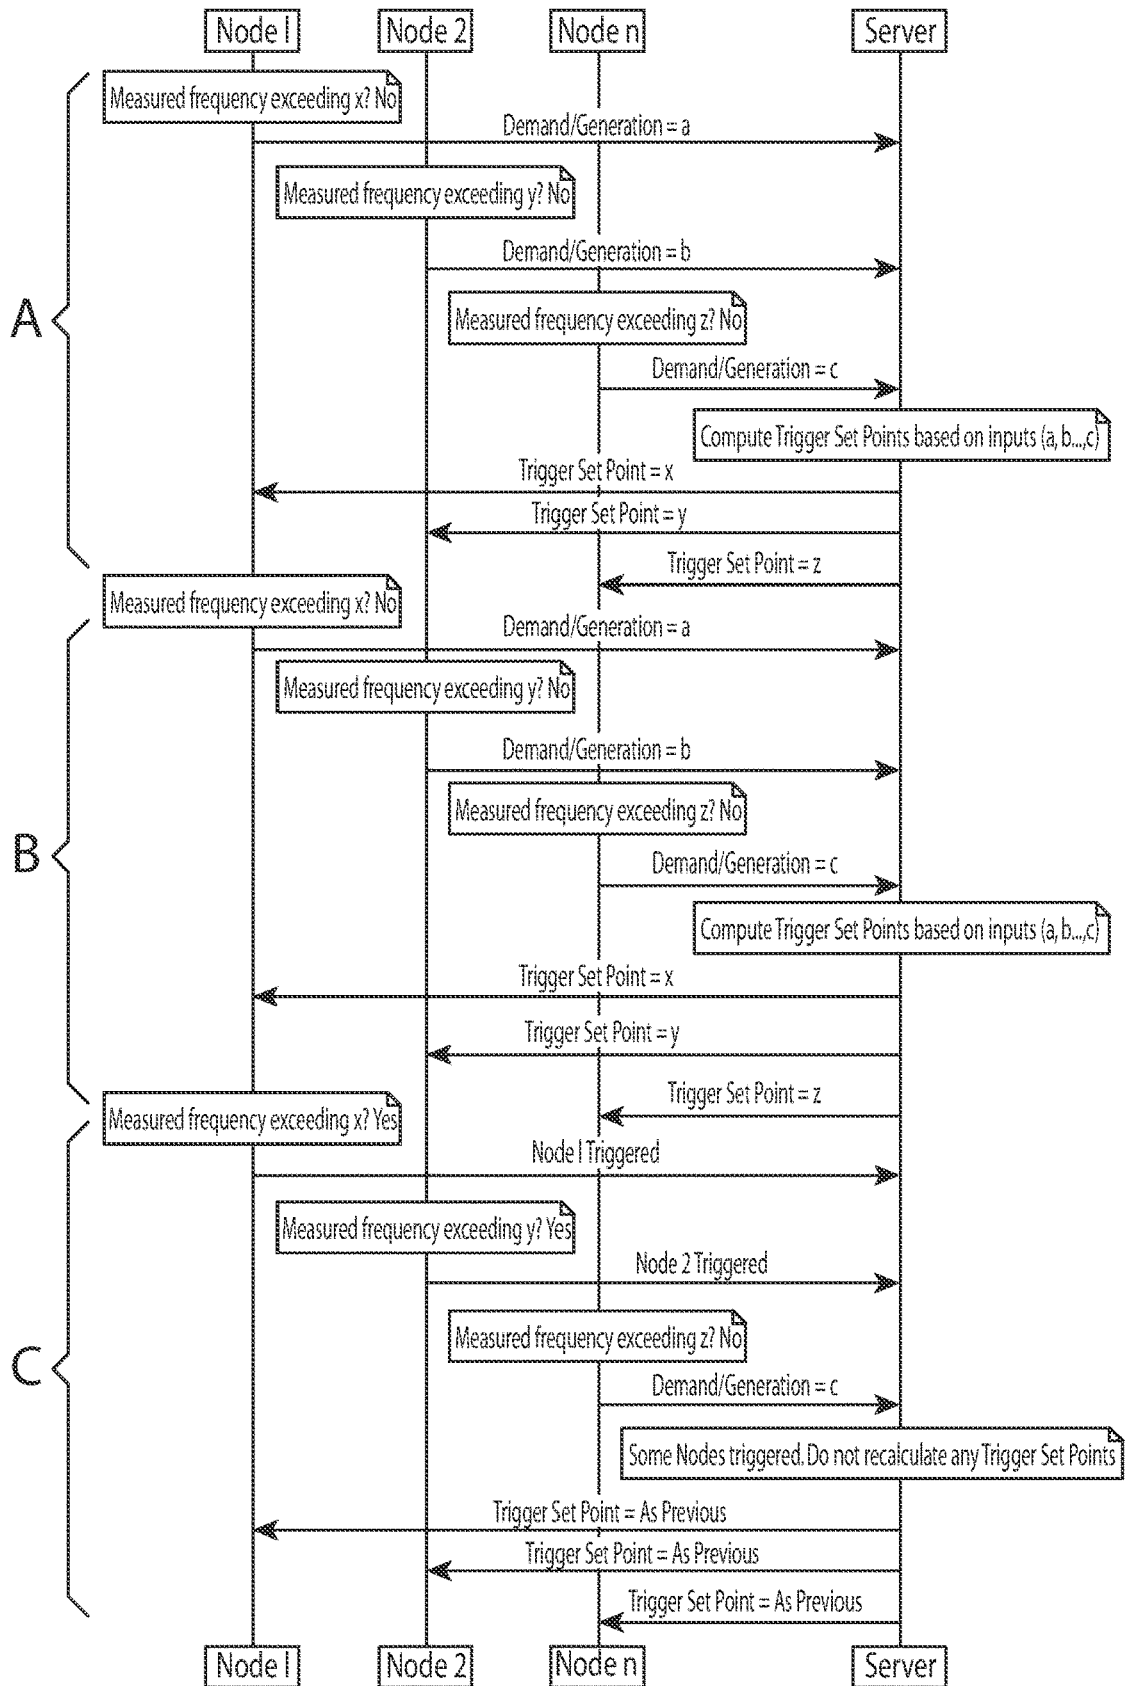 Node 1
Node 2
Node n
Server
Measured frequency exceeding x? No
Demand/Generation = a
Measured frequency exceeding y? No
Demand/Generation = b
A
Measured frequency exceeding z? No
Demand/Generation = c
Compute Trigger Set Points based on inputs (a, b...,c)
Trigger Set Point = x
Trigger Set Point = y
Trigger Set Point = z
Measured frequency exceeding x? No
Demand/Generation = a
Measured frequency exceeding y? No
Demand/Generation = b
Measured frequency exceeding z? No
B
Demand/Generation = c
Compute Trigger Set Points based on inputs (a, b...,c)
Trigger Set Point = x
Trigger Set Point = y
Trigger Set Point = z
Measured frequency exceeding x? Yes
Node 1 Triggered
Measured frequency exceeding y? Yes
Node 2 Triggered
Measured frequency exceeding z? No
C
Demand/Generation = c
Some Nodes triggered. Do not recalculate any Trigger Set Points
Trigger Set Point = As Previous
Trigger Set Point = As Previous
Trigger Set Point = As Previous
Node 1
Node 2
Node n
Server